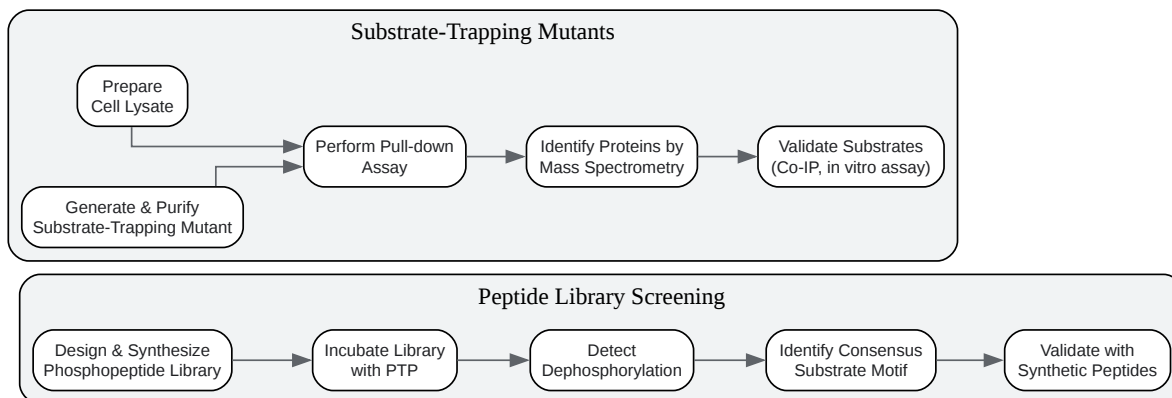 Substrate-Trapping Mutants
Prepare
Cell Lysate
Generate & Purify
Substrate-Trapping Mutant
Perform Pull-down
Assay
Identify Proteins by
Mass Spectrometry
Validate Substrates
(Co-IP, in vitro assay)
Peptide Library Screening
Design & Synthesize
Phosphopeptide Library
Incubate Library
with PTP
Detect
Dephosphorylation
Identify Consensus
Substrate Motif
Validate with
Synthetic Peptides